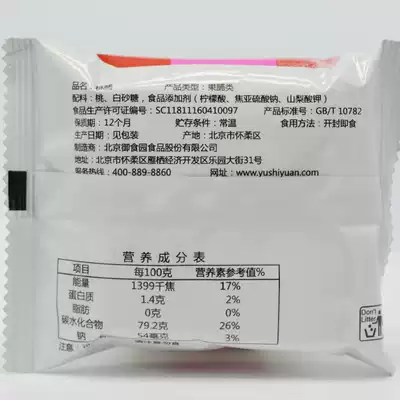 产品类型：果脯类
配料：桃、白砂糖，食品添加剂（柠檬酸、焦亚硫酸钠、山梨酸钾）
食品生产许可证编号：SC11811160410097 产品标准号：GB/T 10782
保质期：12个月 贮存条件：常温 食用方法：开封即食
生产日期：见包装 产地：北京市怀柔区
制造商：北京御食园食品股份有限公司
地址：北京市怀柔区雁栖经济开发区乐园大街31号
服务热线：400-889-8860 网址：www.yushiyuan.com
营养成分表
项目 每100克 营养素参考值%
能量 1399千焦 17%
蛋白质 1.4克 2%
脂肪 0克 0%
碳水化合物 79.2克 26%
钠 54毫克 3%
Don't
Litter